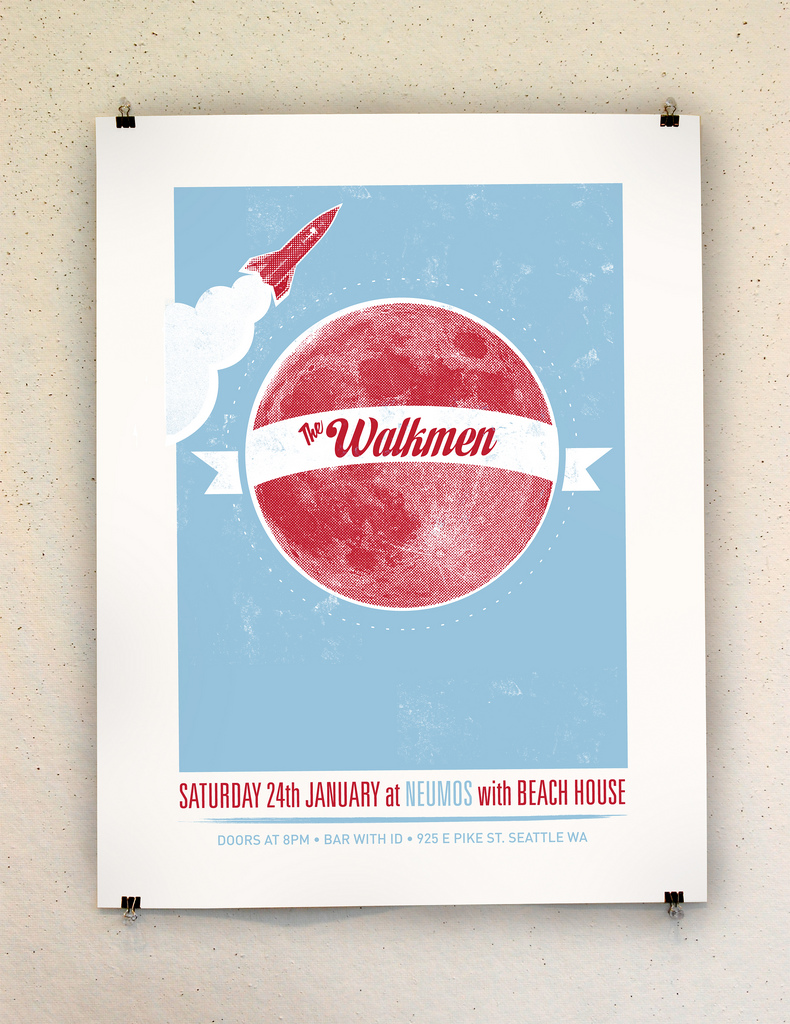 The Walkmen
SATURDAY 24th JANUARY at NEUMOS with BEACH HOUSE
DOORS AT 8PM • BAR WITH ID • 925 E PIKE ST. SEATTLE WA